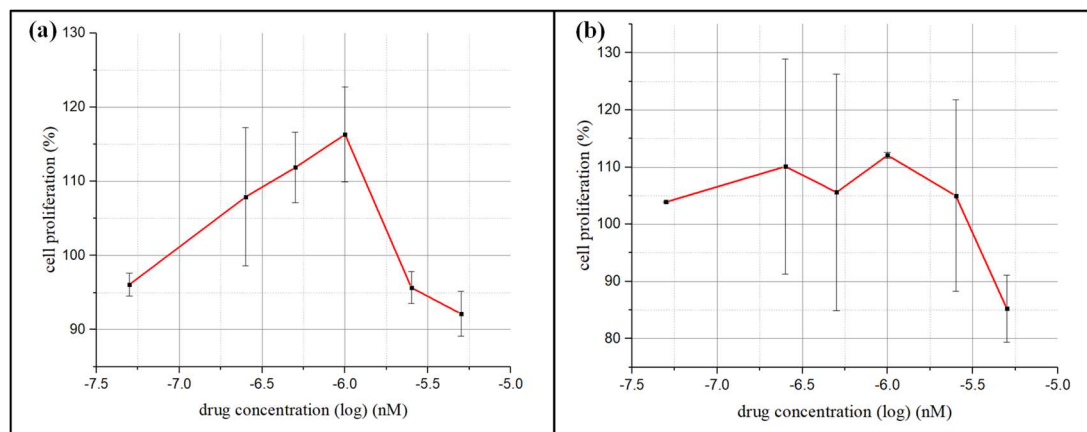 (a)
130
120
110
100
90
cell proliferation (%)
-7.5 -7.0 -6.5 -6.0 -5.5 -5.0
drug concentration (log) (nM)
(b)
130
120
110
100
90
80
cell proliferation (%)
-7.5 -7.0 -6.5 -6.0 -5.5 -5.0
drug concentration (log) (nM)